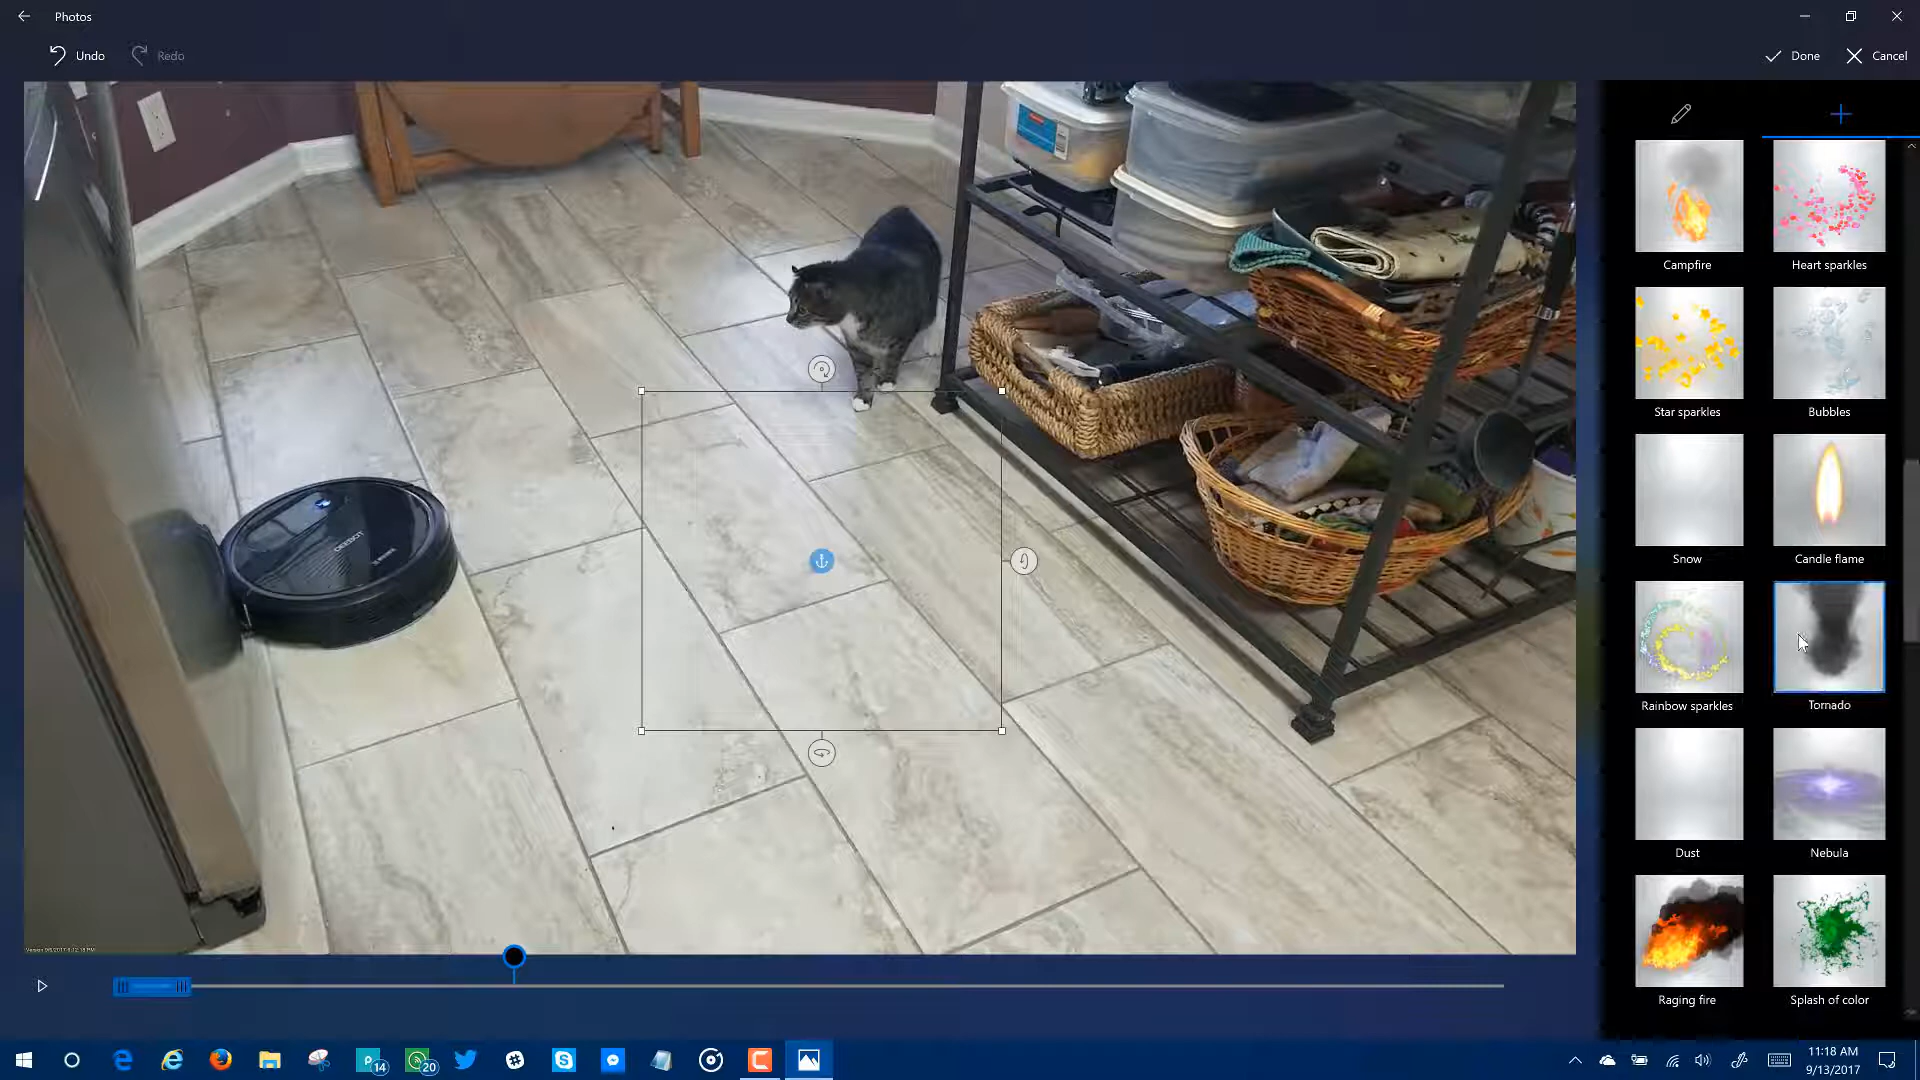 Photos
Undo
Redo
Done
Cancel
Campfire
Heart sparkles
Star sparkles
Bubbles
Snow
Candle flame
Rainbow sparkles
Tornado
Dust
Nebula
Raging fire
Splash of color
DEEBOT
14
20
11:18 AM
9/13/2017